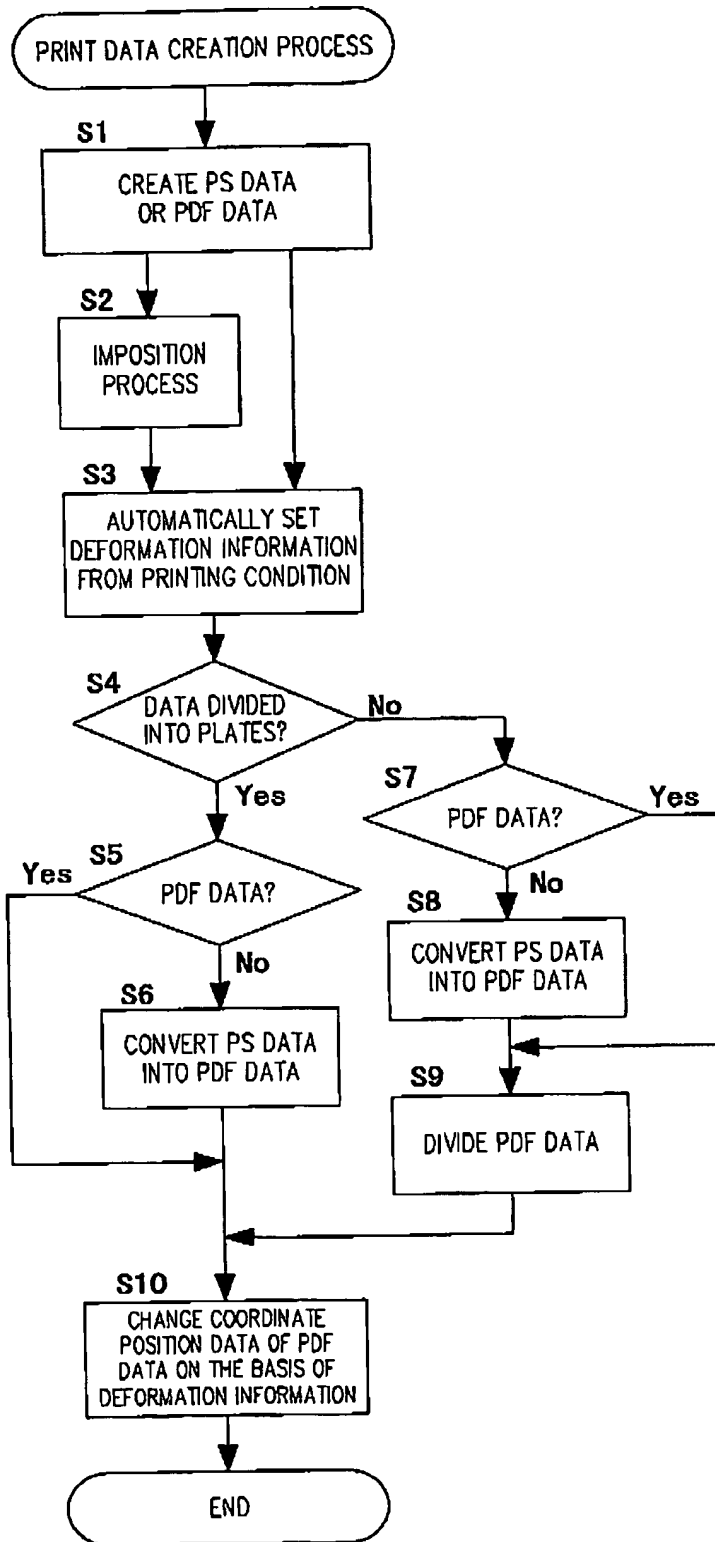 PRINT DATA CREATION PROCESS
S1
CREATE PS DATA
OR PDF DATA
S2
IMPOSITION
PROCESS
S3
AUTOMATICALLY SET
DEFORMATION INFORMATION
FROM PRINTING CONDITION
S4
DATA DIVIDED
INTO PLATES?
No
Yes
S7
PDF DATA?
Yes
No
S5
Yes
PDF DATA?
No
S8
CONVERT PS DATA
INTO PDF DATA
S6
CONVERT PS DATA
INTO PDF DATA
S9
DIVIDE PDF DATA
S10
CHANGE COORDINATE
POSITION DATA OF PDF
DATA ON THE BASIS OF
DEFORMATION INFORMATION
END